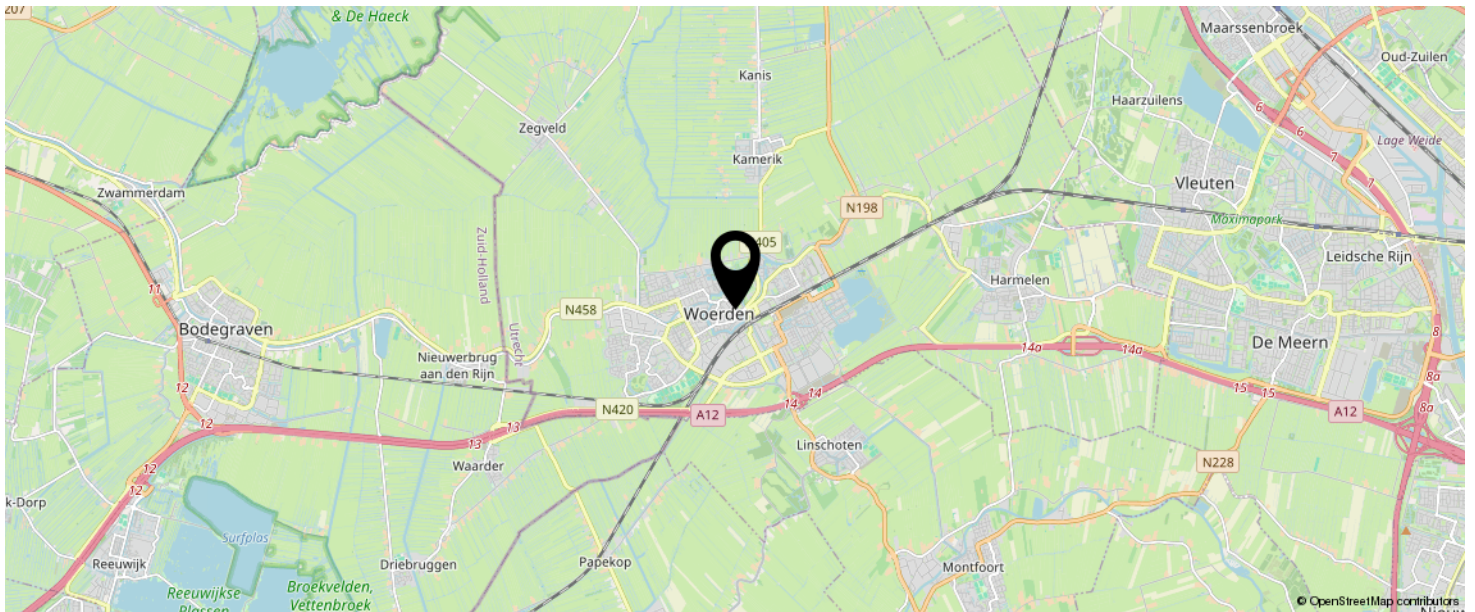 207
& De Haeck
Maarssenbroek
Oud-Zuilen
Kanis
Haarzuilens
6
Zegveld
6
Lage Weide
Kamerik
7
7
Vleuten
Zwammerdam
N198
Maximapark
Zuid-Holland
405
Leidsche Rijn
Harmelen
11
N458
Woerden
Bodegraven
Utrecht
8
De Meern
14a
14a
Nieuwerbrug
aan den Rijn
8a
12
15
15
14
14
N420
A12
A12
8a
12
13
13
Linschoten
Waarder
N228
12
12
k-Dorp
Surfplas
Reeuwijk
Driebruggen
Papekop
Montfoort
Reeuwijkse
Plassen
Broekvelden,
Vettenbroek
© OpenStreetMap contributors